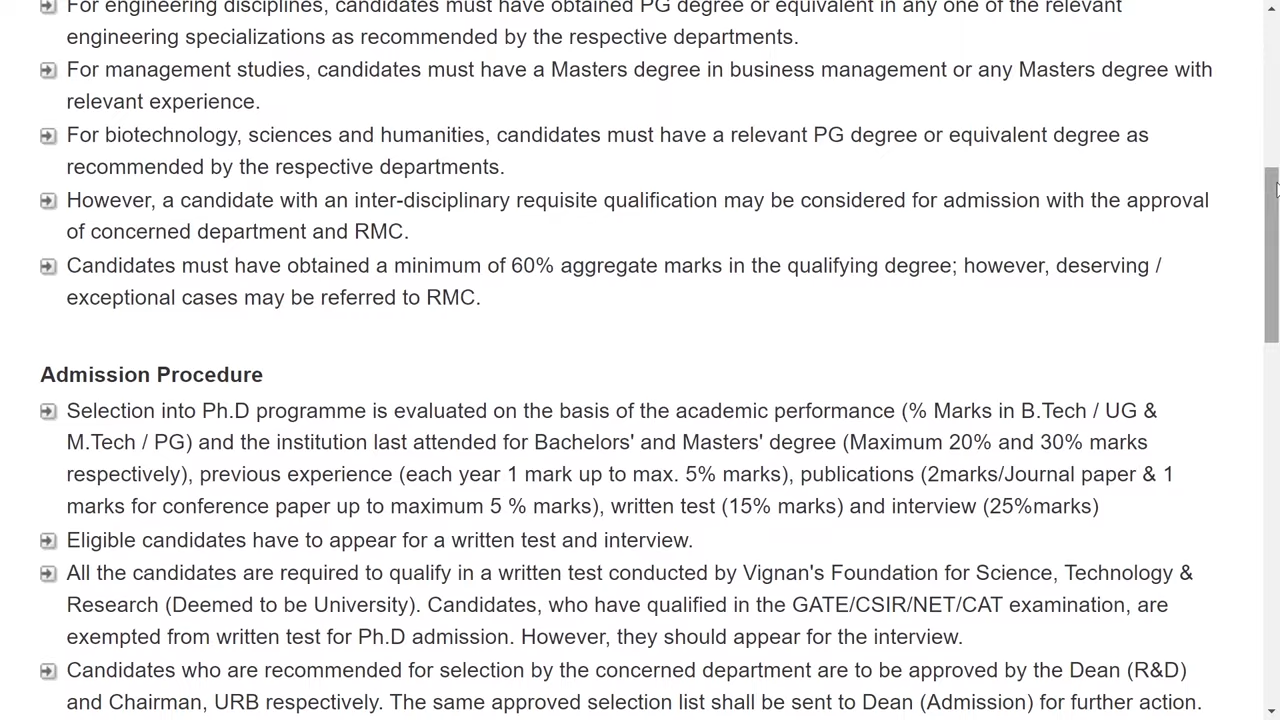 For engineering disciplines, candidates must have obtained PG degree or equivalent in any one of the relevant
engineering specializations as recommended by the respective departments.
For management studies, candidates must have a Masters degree in business management or any Masters degree with
relevant experience.
For biotechnology, sciences and humanities, candidates must have a relevant PG degree or equivalent degree as
recommended by the respective departments.
However, a candidate with an inter-disciplinary requisite qualification may be considered for admission with the approval
of concerned department and RMC.
Candidates must have obtained a minimum of 60% aggregate marks in the qualifying degree; however, deserving /
exceptional cases may be referred to RMC.
Admission Procedure
Selection into Ph.D programme is evaluated on the basis of the academic performance (% Marks in B.Tech / UG &
M.Tech / PG) and the institution last attended for Bachelors' and Masters' degree (Maximum 20% and 30% marks
respectively), previous experience (each year 1 mark up to max. 5% marks), publications (2marks/Journal paper & 1
marks for conference paper up to maximum 5 % marks), written test (15% marks) and interview (25%marks)
Eligible candidates have to appear for a written test and interview.
All the candidates are required to qualify in a written test conducted by Vignan's Foundation for Science, Technology &
Research (Deemed to be University). Candidates, who have qualified in the GATE/CSIR/NET/CAT examination, are
exempted from written test for Ph.D admission. However, they should appear for the interview.
Candidates who are recommended for selection by the concerned department are to be approved by the Dean (R&D)
and Chairman, URB respectively. The same approved selection list shall be sent to Dean (Admission) for further action.